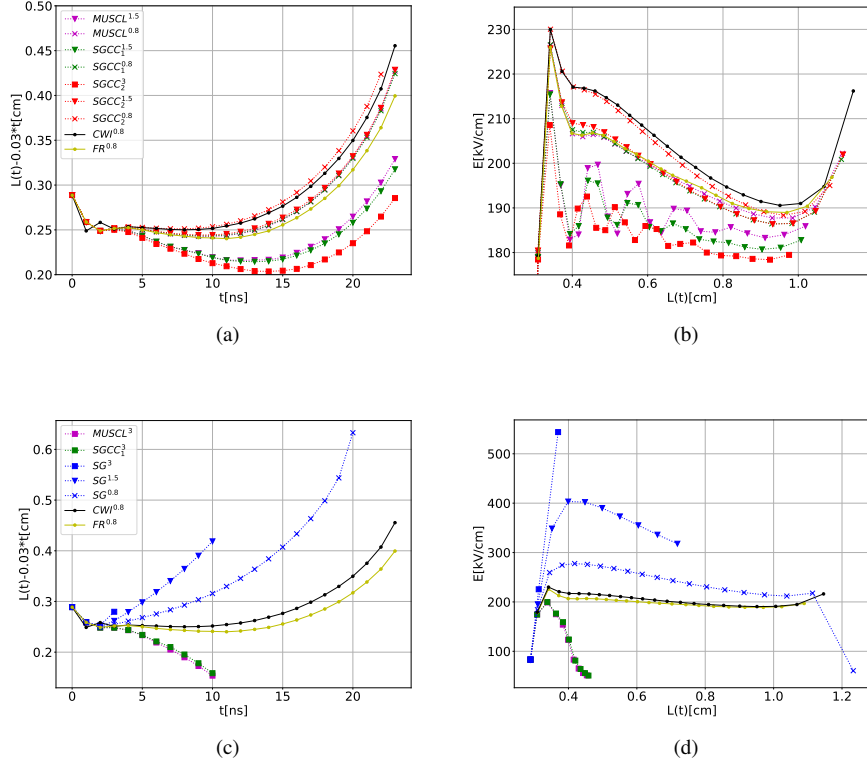 0.50
0.45
0.40
0.35
0.30
0.25
0.20
L(t)-0.03*t[cm]
MUSCL^1.5
MUSCL^0.8
SGCC_1^1.5
SGCC_1^0.8
SGCC_2^3
SGCC_2^1.5
SGCC_2^0.8
CWI^0.8
FR^0.8
0 5 10 15 20
t[ns]
(a)
230
220
210
200
190
180
E[kV/cm]
0.4 0.6 0.8 1.0
L(t)[cm]
(b)
0.6
0.5
0.4
0.3
0.2
L(t)-0.03*t[cm]
MUSCL^3
SGCC_1^3
SG^3
SG^1.5
SG^0.8
CWI^0.8
FR^0.8
0 5 10 15 20
t[ns]
(c)
500
400
300
200
100
E[kV/cm]
0.4 0.6 0.8 1.0 1.2
L(t)[cm]
(d)